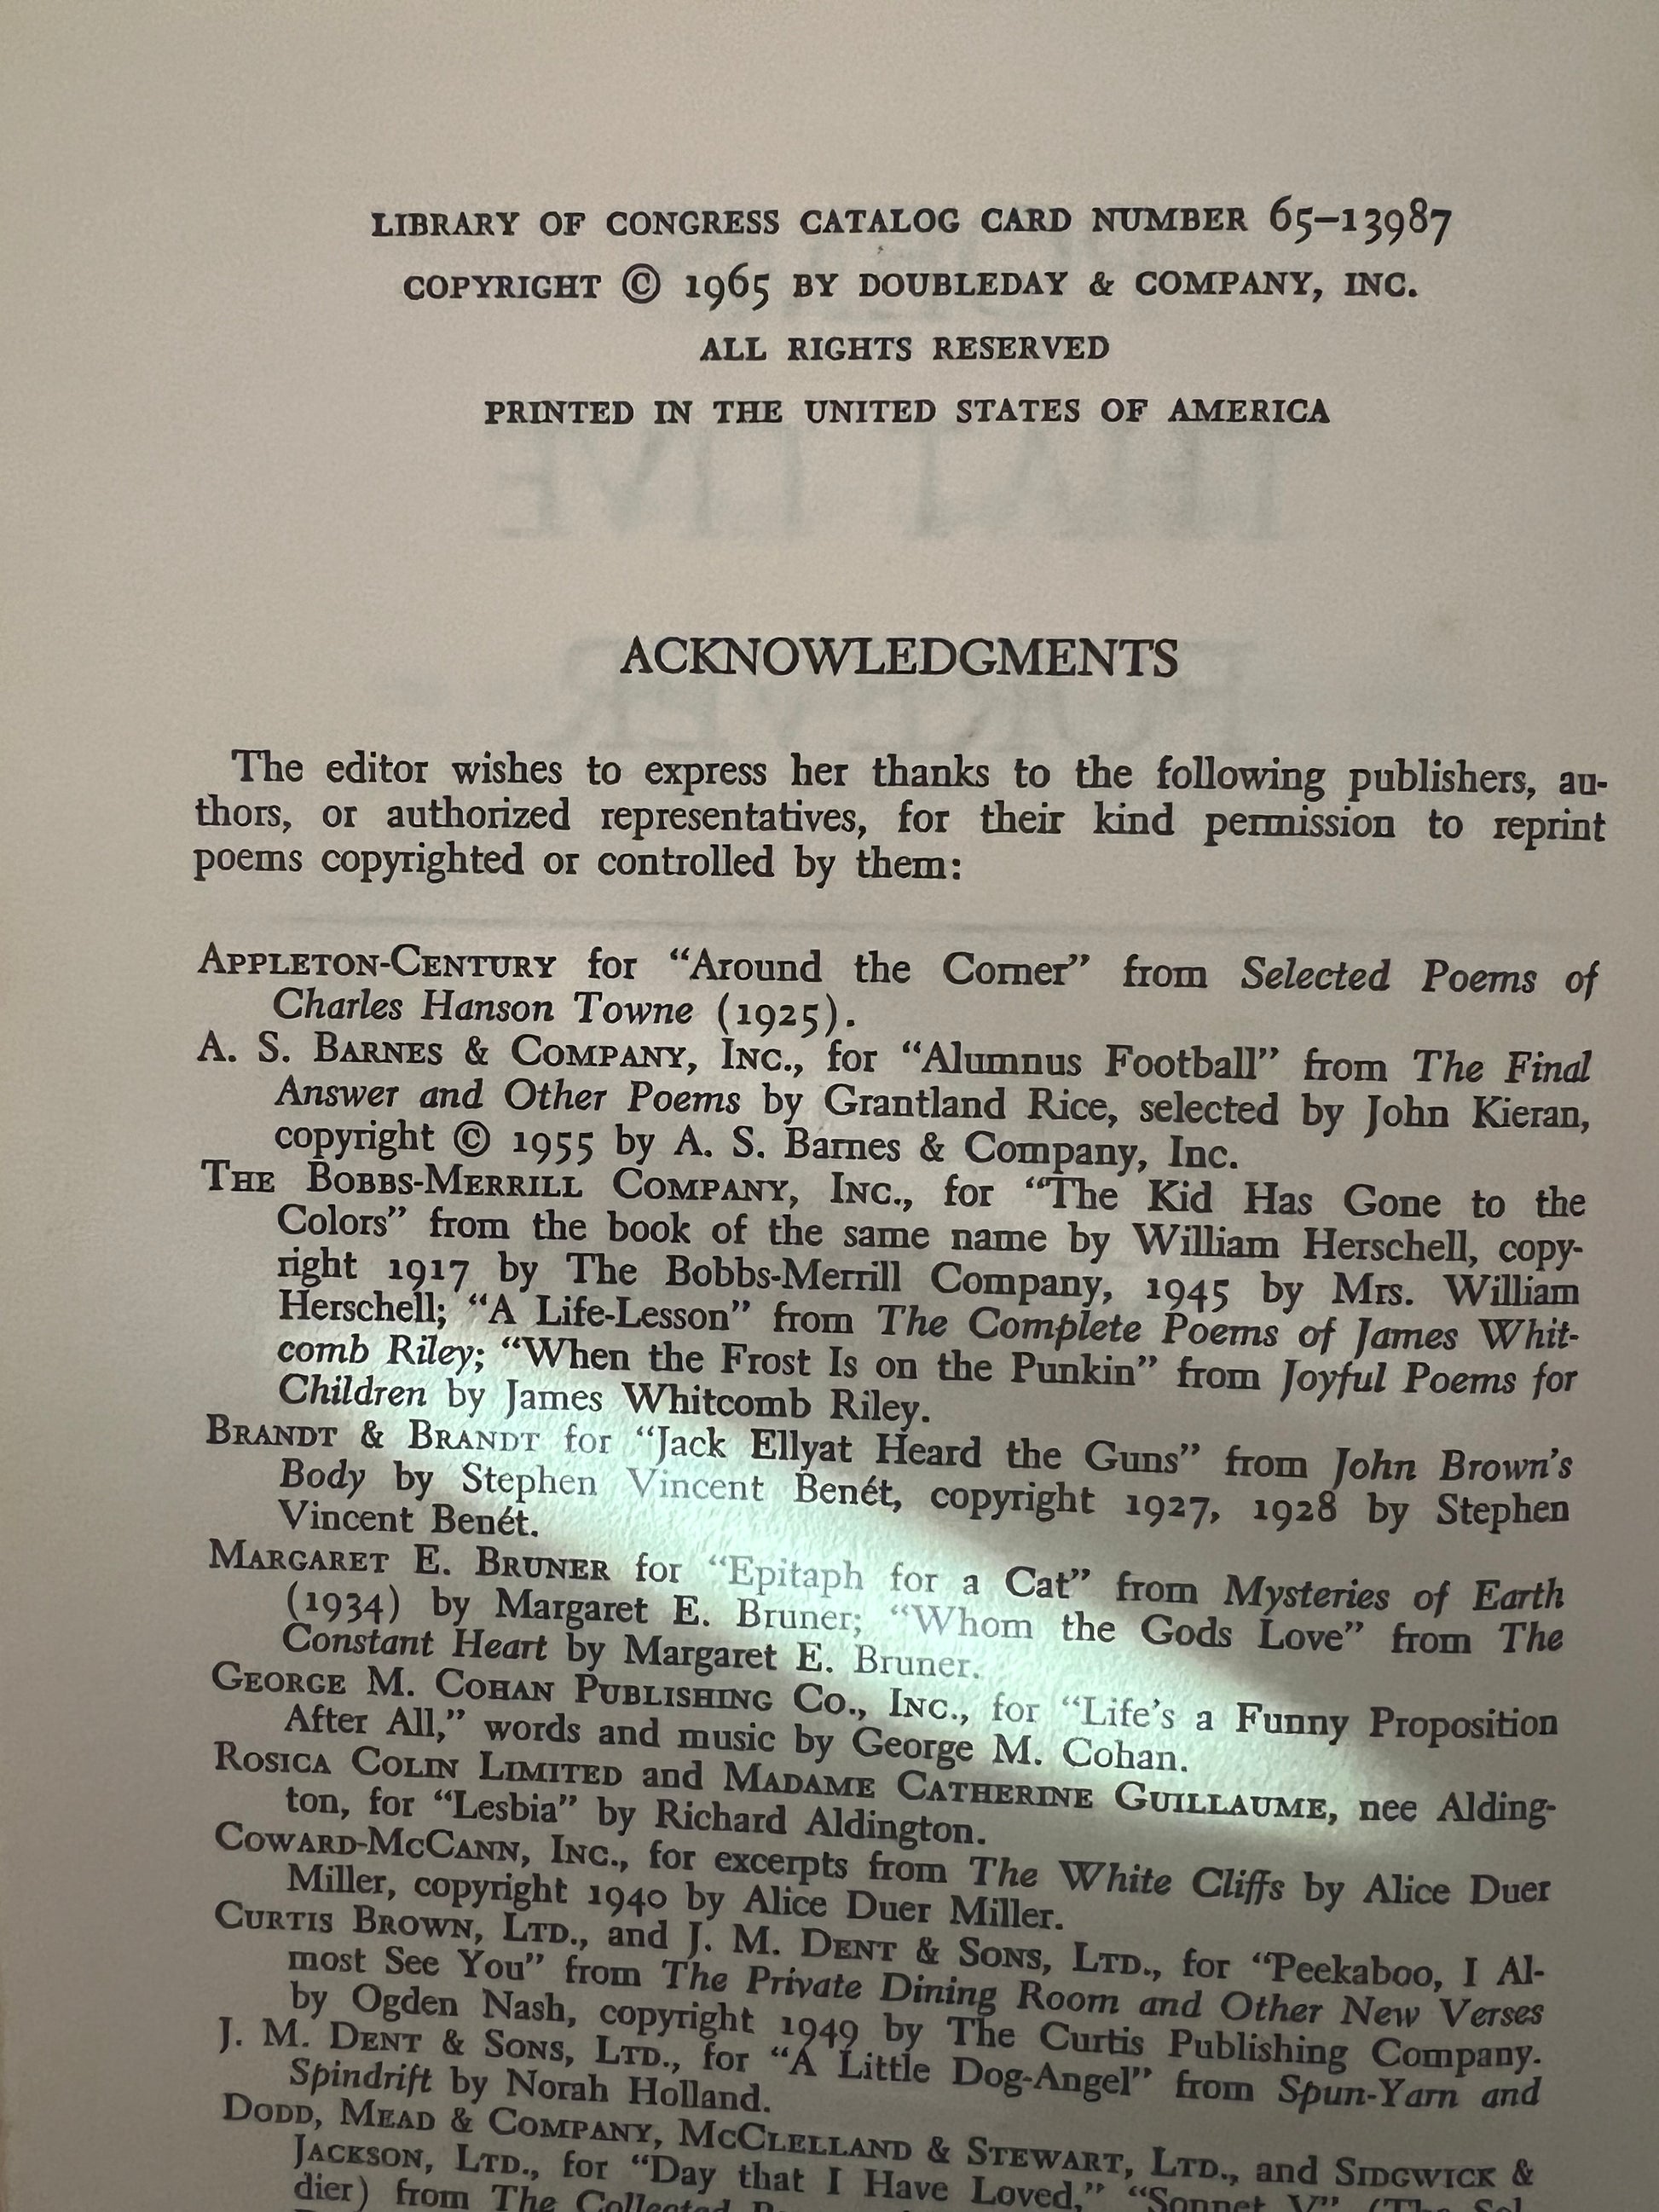 LIBRARY OF CONGRESS CATALOG CARD NUMBER 65–13987
COPYRIGHT © 1965 BY DOUBLEDAY & COMPANY, INC.
ALL RIGHTS RESERVED
PRINTED IN THE UNITED STATES OF AMERICA
ACKNOWLEDGMENTS
The editor wishes to express her thanks to the following publishers, au-
thors, or authorized representatives, for their kind permission to reprint
poems copyrighted or controlled by them:
APPLETON-CENTURY for “Around the Corner” from Selected Poems of
Charles Hanson Towne (1925).
A. S. BARNES & COMPANY, INC., for “Alumnus Football” from The Final
Answer and Other Poems by Grantland Rice, selected by John Kieran,
copyright © 1955 by A. S. Barnes & Company, Inc.
THE BOBBS-MERRILL COMPANY, INC., for “The Kid Has Gone to the
Colors” from the book of the same name by William Herschell, copy-
right 1917 by The Bobbs-Merrill Company, 1945 by Mrs. William
Herschell; “A Life-Lesson” from The Complete Poems of James Whit-
comb Riley; “When the Frost Is on the Punkin” from Joyful Poems for
Children by James Whitcomb Riley.
BRANDT & BRANDT for “Jack Ellyat Heard the Guns” from John Brown’s
Body by Stephen Vincent Benét, copyright 1927, 1928 by Stephen
Vincent Benét.
MARGARET E. BRUNER for “Epitaph for a Cat” from Mysteries of Earth
(1934) by Margaret E. Bruner; “Whom the Gods Love” from The
Constant Heart by Margaret E. Bruner.
GEORGE M. COHAN PUBLISHING CO., INC., for “Life’s a Funny Proposition
After All,” words and music by George M. Cohan.
ROSICA COLIN LIMITED and MADAME CATHERINE GUILLAUME, nee Alding-
ton, for “Lesbia” by Richard Aldington.
COWARD-MCCANN, INC., for excerpts from The White Cliffs by Alice Duer
Miller, copyright 1940 by Alice Duer Miller.
CURTIS BROWN, LTD., and J. M. DENT & SONS, LTD., for “Peekaboo, I Al-
most See You” from The Private Dining Room and Other New Verses
by Ogden Nash, copyright 1949 by The Curtis Publishing Company.
J. M. DENT & SONS, LTD., for “A Little Dog-Angel” from Spun-Yarn and
Spindrift by Norah Holland.
DODD, MEAD & COMPANY, MCCLELLAND & STEWART, LTD., and SIDGWICK &
JACKSON, LTD., for “Day that I Have Loved,” “Sonnet V” (The Sol-
dier) from The Collected